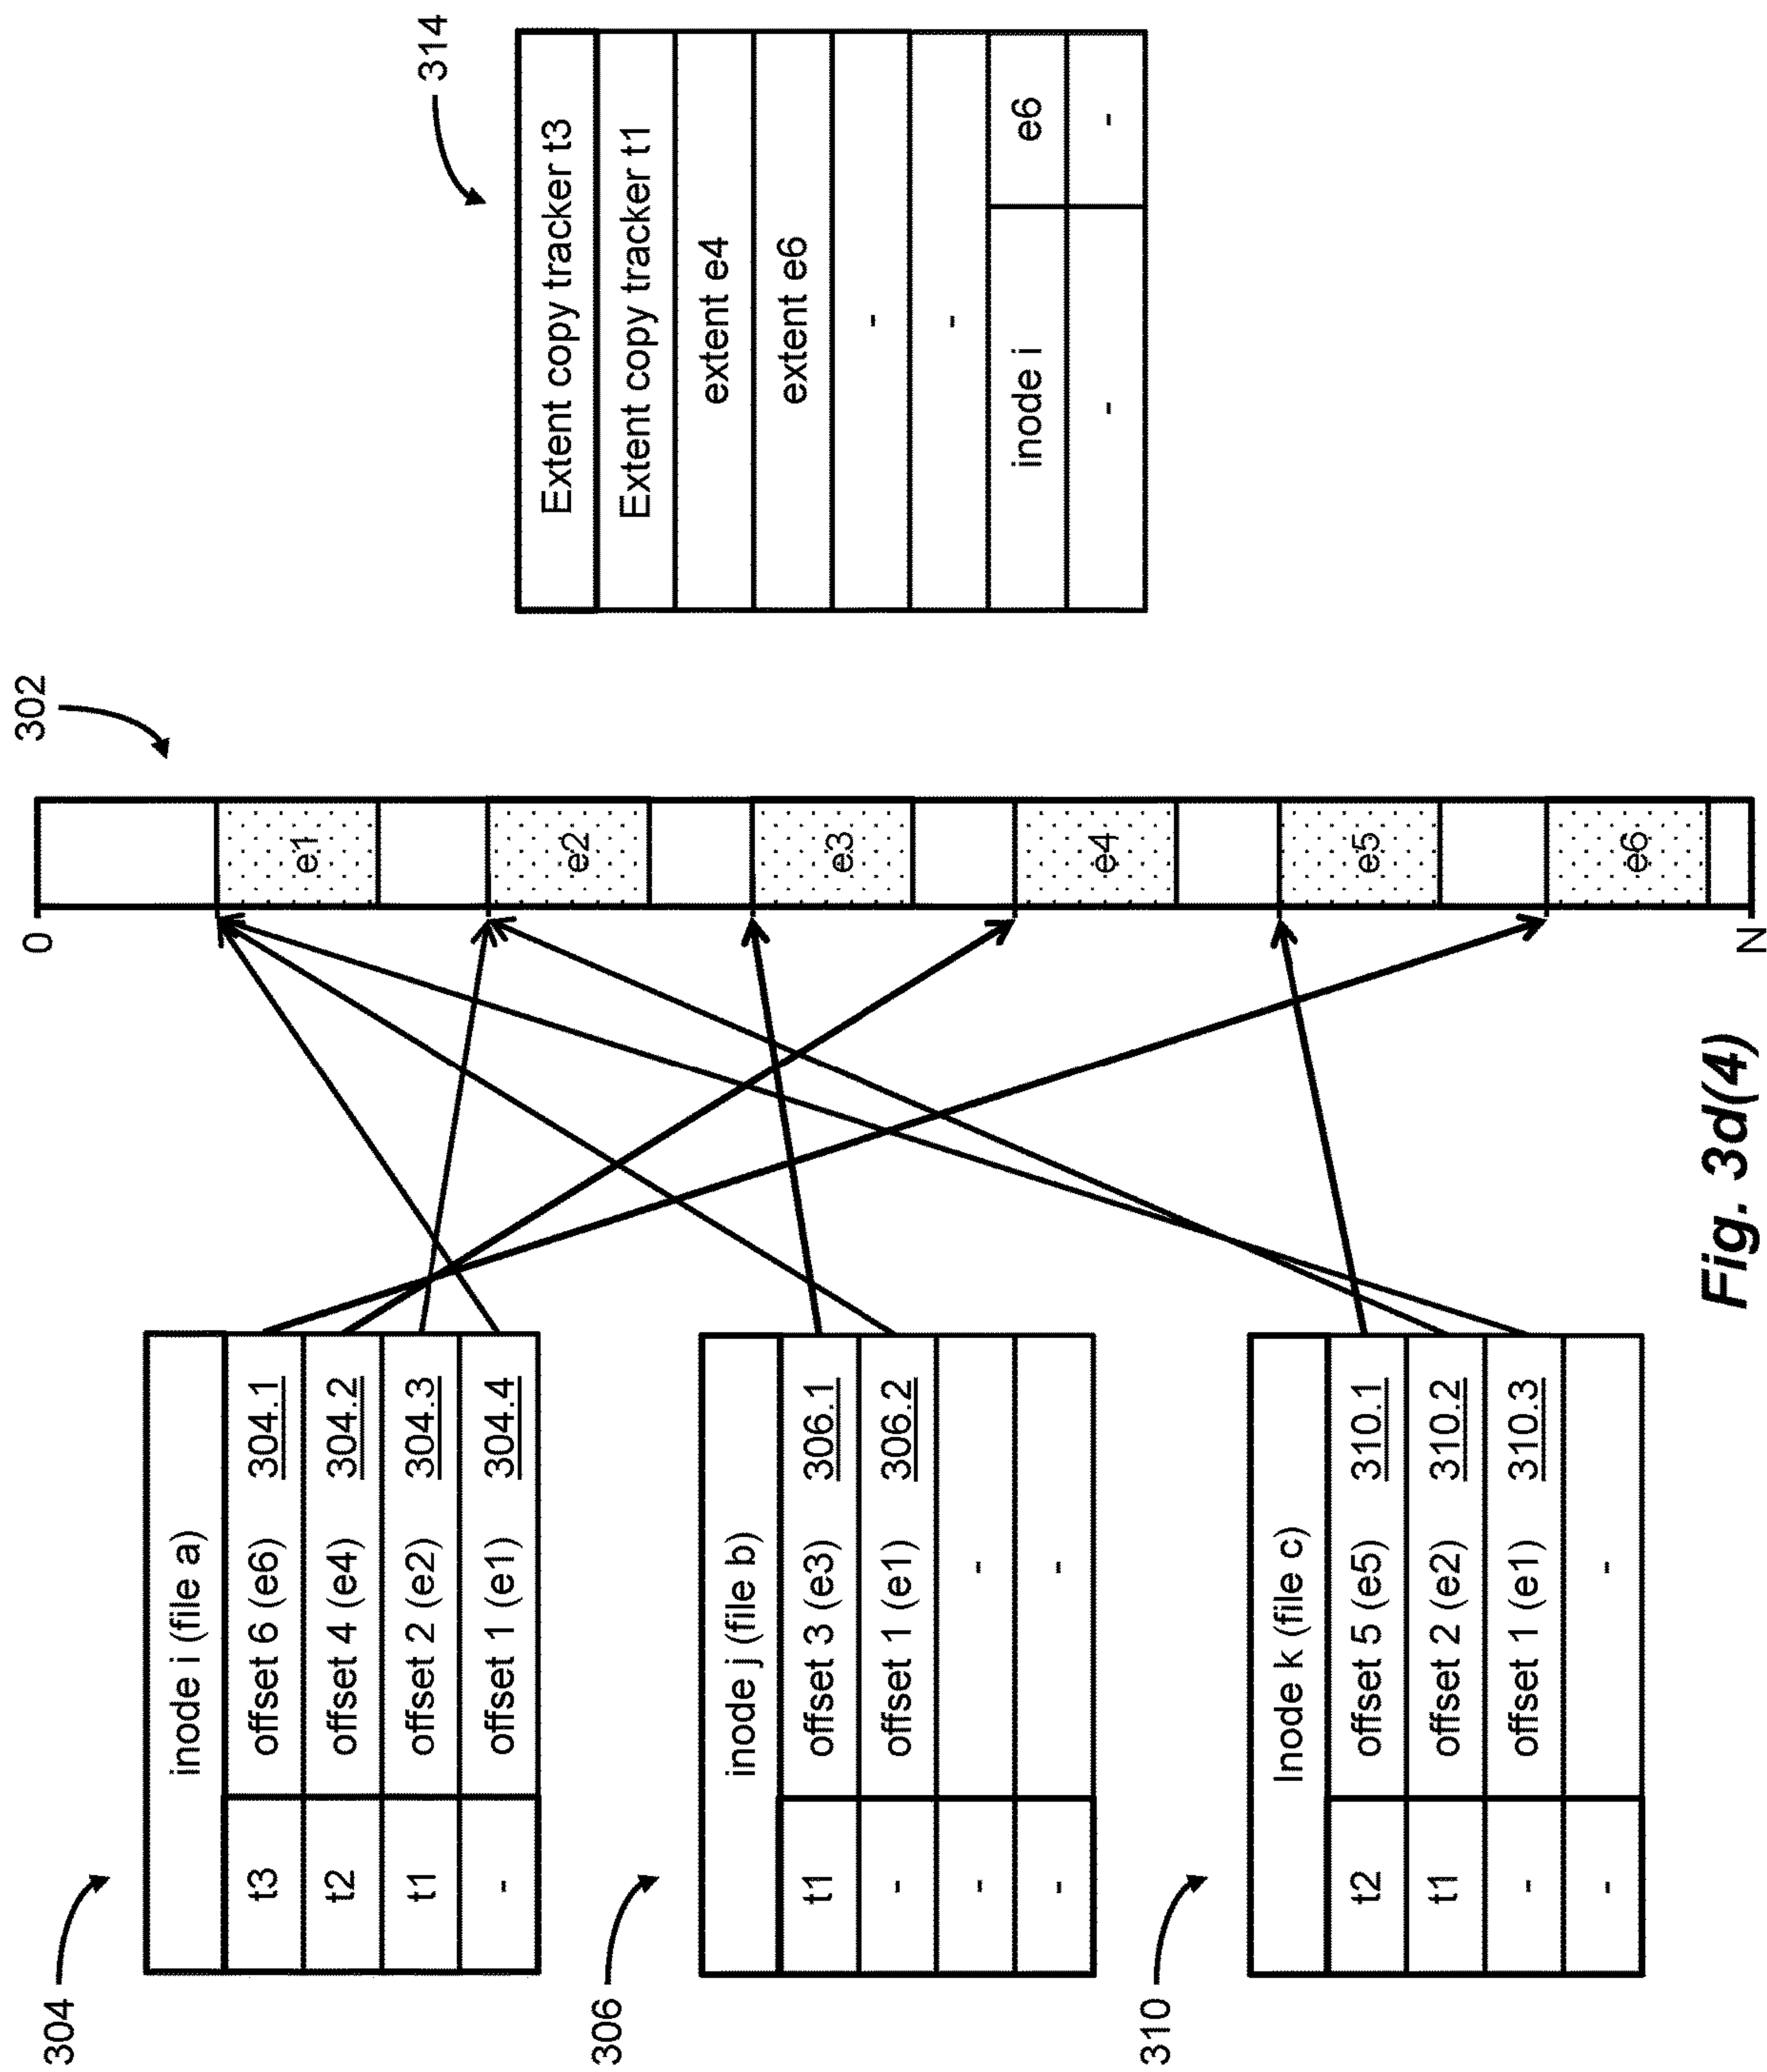 304
inode i (file a)
t3 offset 6 (e6) 304.1
t2 offset 4 (e4) 304.2
t1 offset 2 (e2) 304.3
- offset 1 (e1) 304.4
306
inode j (file b)
t1 offset 3 (e3) 306.1
- offset 1 (e1) 306.2
- -
- -
310
Inode k (file c)
t2 offset 5 (e5) 310.1
t1 offset 2 (e2) 310.2
- offset 1 (e1) 310.3
- -
302
0
e1
e2
e3
e4
e5
e6
N
314
Extent copy tracker t3
Extent copy tracker t1
extent e4
extent e6
-
-
inode i e6
- -
Fig. 3d(4)